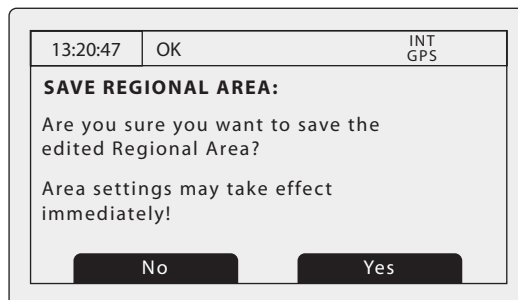 13:20:47 OK INT
GPS
SAVE REGIONAL AREA:
Are you sure you want to save the
edited Regional Area?
Area settings may take effect
immediately!
No Yes